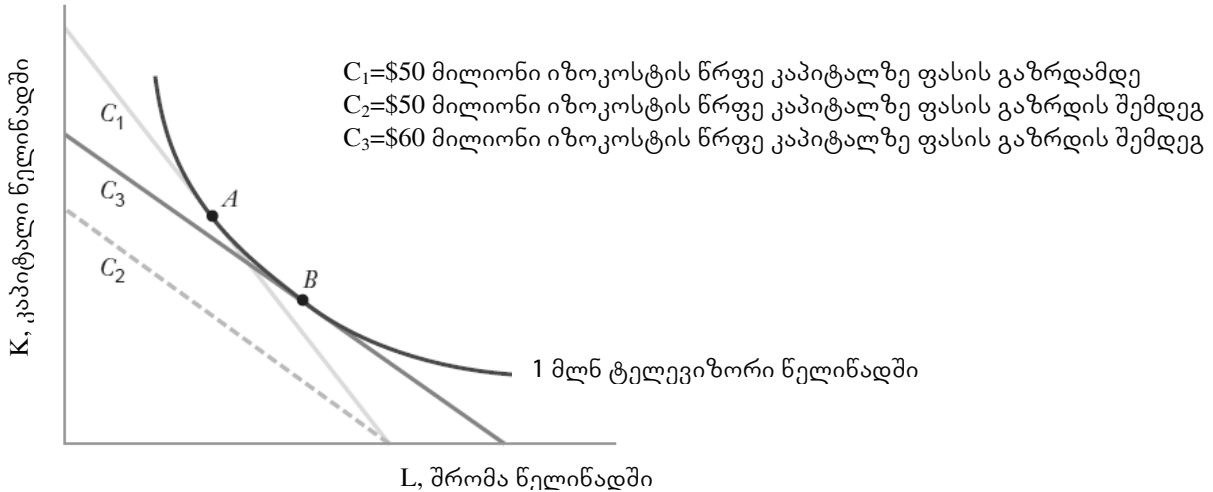 C₁=$50 მილიონი იზოკოსტის წრფე კაპიტალზე ფასის გაზრდამდე
C₂=$50 მილიონი იზოკოსტის წრფე კაპიტალზე ფასის გაზრდის შემდეგ
C₃=$60 მილიონი იზოკოსტის წრფე კაპიტალზე ფასის გაზრდის შემდეგ
K, კაპიტალი წელიწადში
C₁
A
C₃
C₂
B
1 მლნ ტელევიზორი წელიწადში
L, შრომა წელიწადში